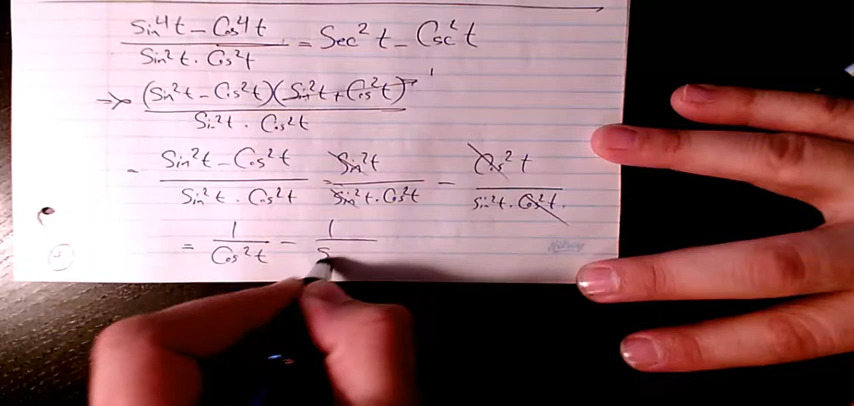 Sin⁴t - Cos⁴t / Sin²t · Cos²t = Sec²t - Csc²t
=> (Sin²t - Cos²t)(Sin²t + Cos²t) 1 / Sin²t · Cos²t
- Sin²t - Cos²t / Sin²t · Cos²t = Sin²t / Sin²t · Cos²t - Cos²t / Sin²t · Cos²t.
= 1 / Cos²t - 1 / S
Hilroy